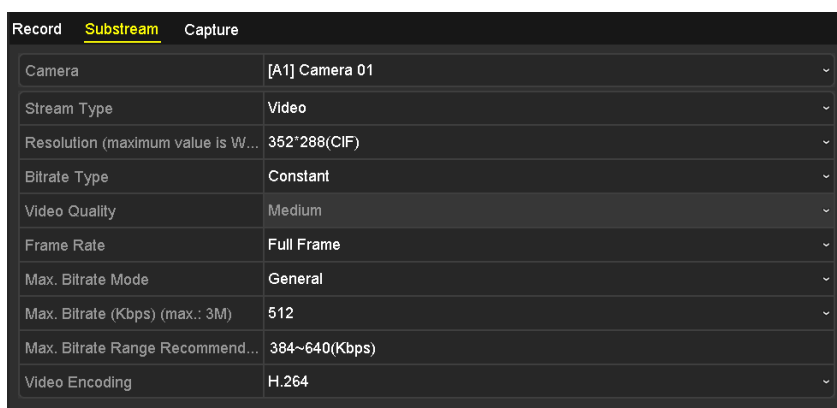 Record Substream Capture
Camera [A1] Camera 01
Stream Type Video
Resolution (maximum value is W... 352*288(CIF)
Bitrate Type Constant
Video Quality Medium
Frame Rate Full Frame
Max. Bitrate Mode General
Max. Bitrate (Kbps) (max.: 3M) 512
Max. Bitrate Range Recommend... 384~640(Kbps)
Video Encoding H.264